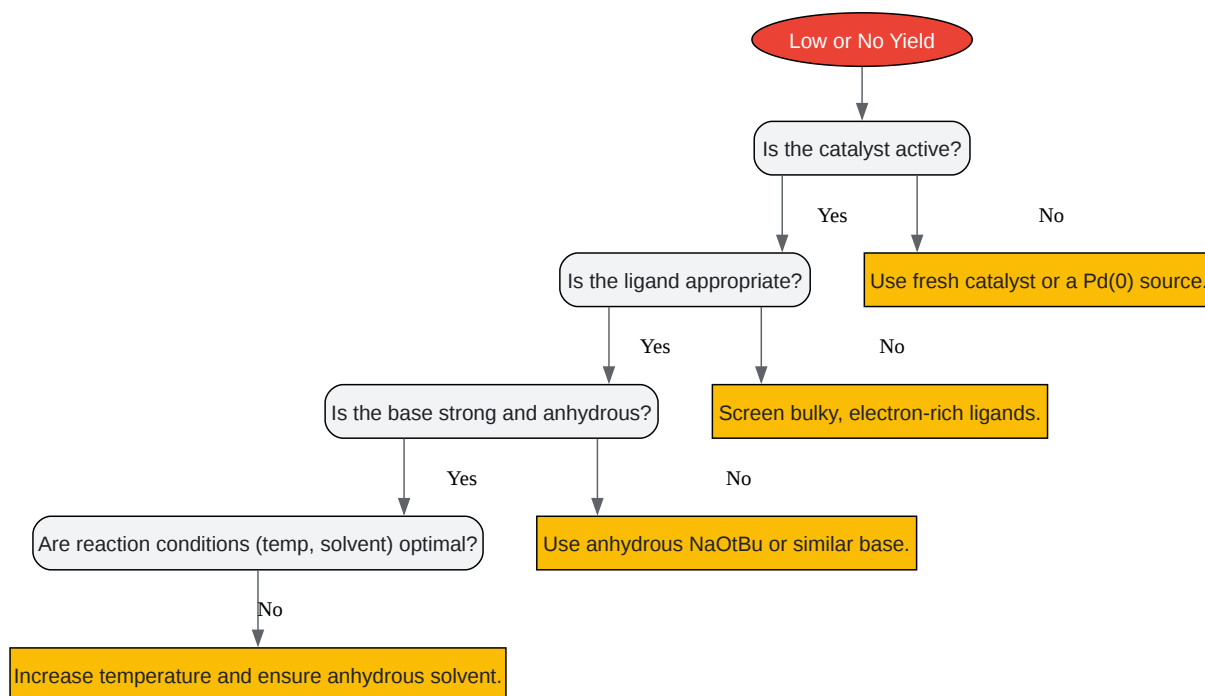 Low or No Yield
Is the catalyst active?
Yes
No
Is the ligand appropriate?
Use fresh catalyst or a Pd(0) source.
Yes
No
Is the base strong and anhydrous?
Screen bulky, electron-rich ligands.
Yes
No
Are reaction conditions (temp, solvent) optimal?
Use anhydrous NaOtBu or similar base.
No
Increase temperature and ensure anhydrous solvent.